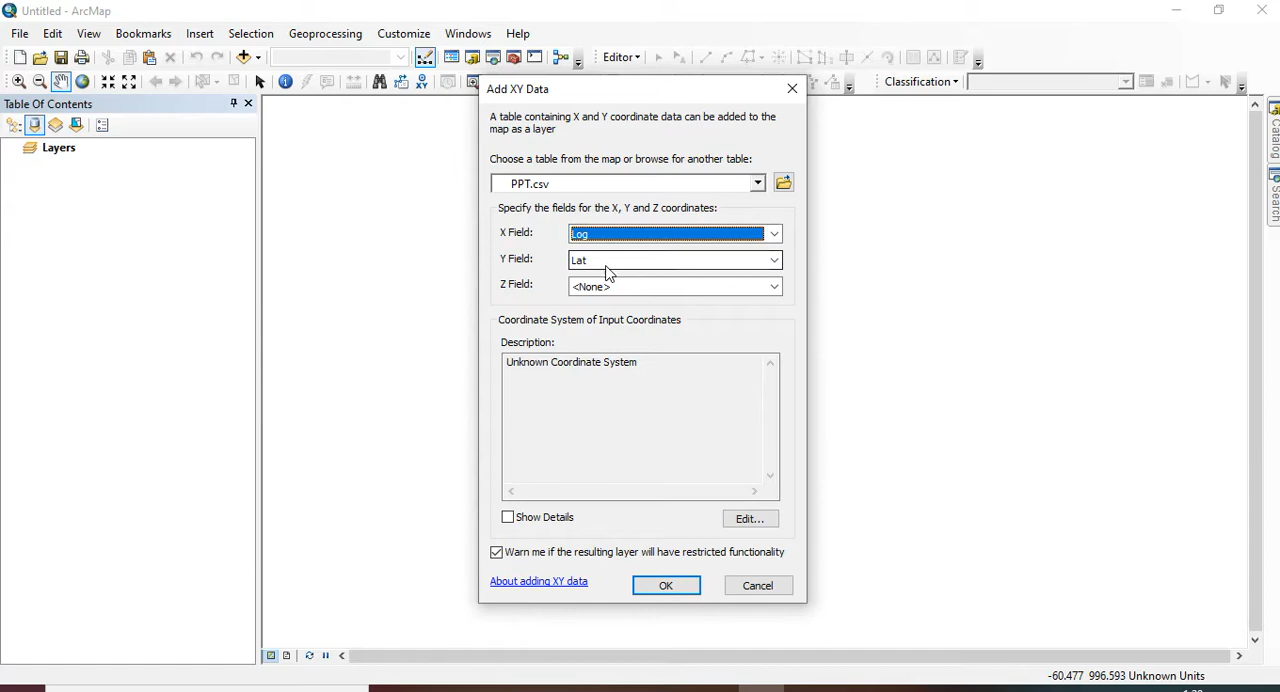 Untitled - ArcMap
File Edit View Bookmarks Insert Selection Geoprocessing Customize Windows Help
Editor
Classification
Table Of Contents
Layers
Add XY Data
A table containing X and Y coordinate data can be added to the
map as a layer
Choose a table from the map or browse for another table:
PPT.csv
Specify the fields for the X, Y and Z coordinates:
X Field: Log
Y Field: Lat
Z Field: <None>
Coordinate System of Input Coordinates
Description:
Unknown Coordinate System
Show Details Edit...
Warn me if the resulting layer will have restricted functionality
About adding XY data OK Cancel
Catalog
Search
-60.477 996.593 Unknown Units